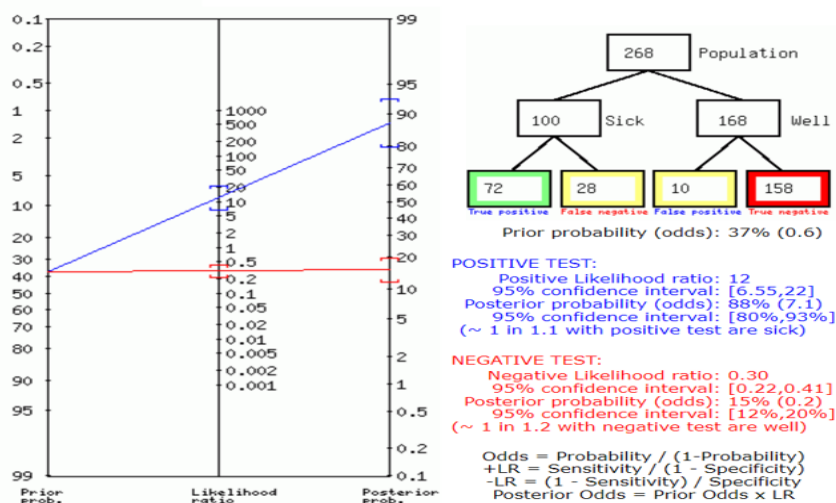 0.1
0.2
0.5
1
2
5
10
20
30
40
50
60
70
80
90
95
99
Prior
prob.
1000
500
200
100
50
20
10
5
2
1
0.5
0.2
0.1
0.05
0.02
0.01
0.005
0.002
0.001
Likelihood
ratio
99
95
90
80
70
60
50
40
30
20
10
5
2
1
0.5
0.2
0.1
Posterior
prob.
268 Population
100 Sick 168 Well
72 28 10 158
True positive False negative False positive True negative
Prior probability (odds): 37% (0.6)
POSITIVE TEST:
Positive Likelihood ratio: 12
95% confidence interval: [6.55,22]
Posterior probability (odds): 88% (7.1)
95% confidence interval: [80%,93%]
(~ 1 in 1.1 with positive test are sick)
NEGATIVE TEST:
Negative Likelihood ratio: 0.30
95% confidence interval: [0.22,0.41]
Posterior probability (odds): 15% (0.2)
95% confidence interval: [12%,20%]
(~ 1 in 1.2 with negative test are well)
Odds = Probability / (1-Probability)
+LR = Sensitivity / (1 - Specificity)
-LR = (1 - Sensitivity) / Specificity
Posterior Odds = Prior Odds x LR